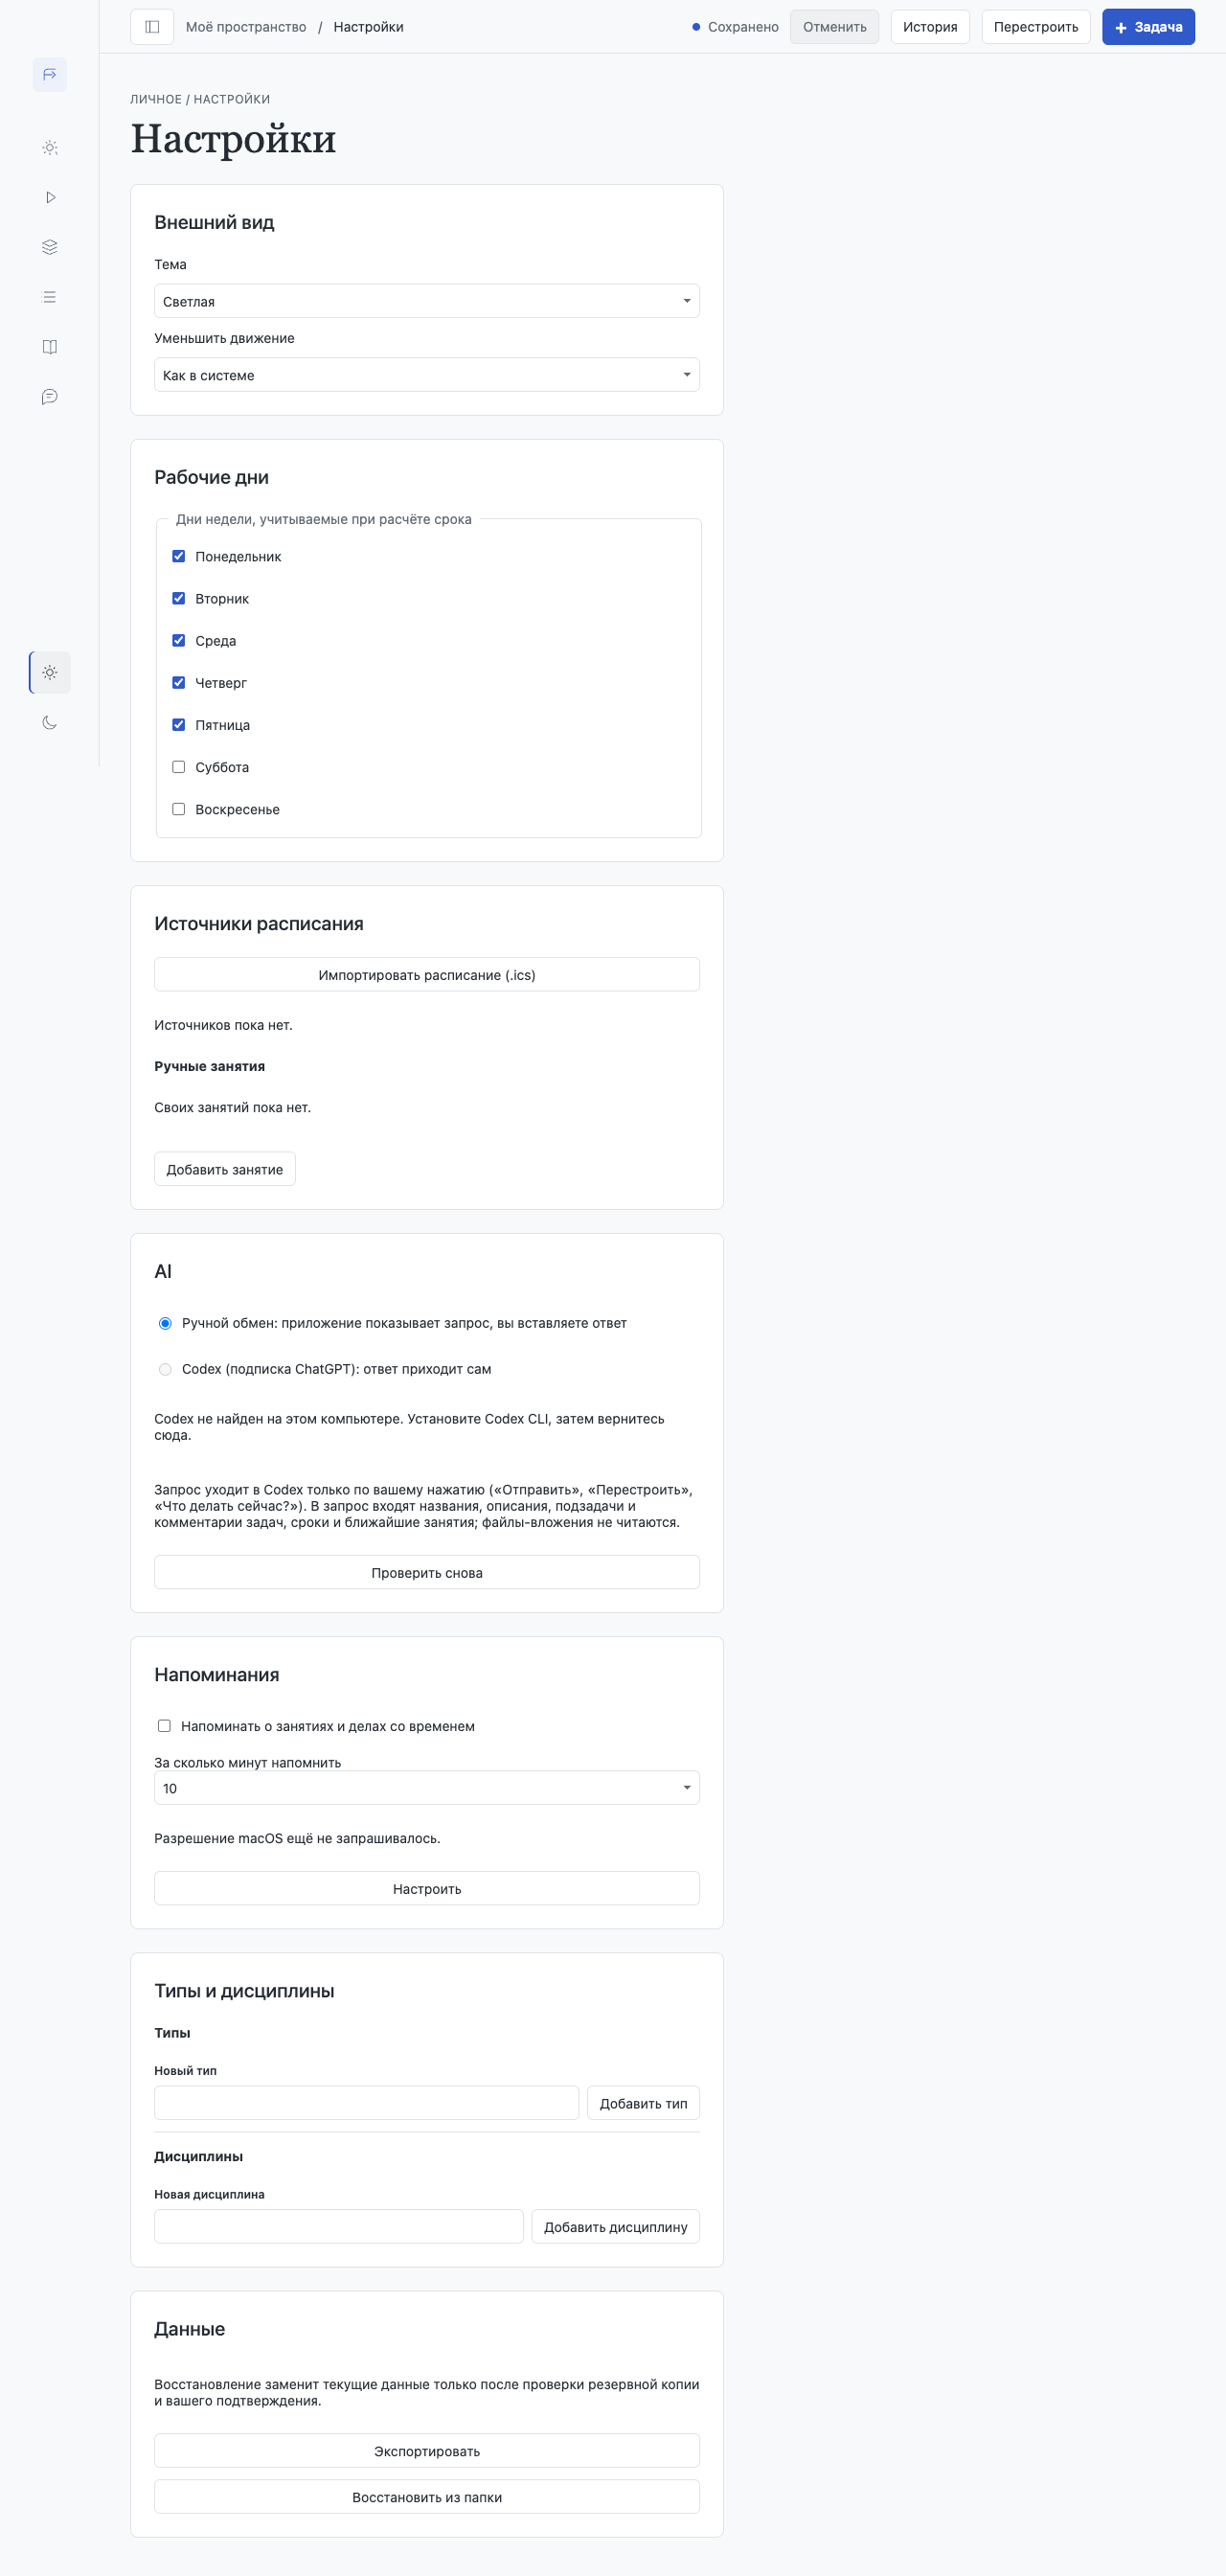 Моё пространство / Настройки
Сохранено
Отменить
История
Перестроить
+ Задача
ЛИЧНОЕ / НАСТРОЙКИ
Настройки
Внешний вид
Тема
Светлая
Уменьшить движение
Как в системе
Рабочие дни
Дни недели, учитываемые при расчёте срока
Понедельник
Вторник
Среда
Четверг
Пятница
Суббота
Воскресенье
Источники расписания
Импортировать расписание (.ics)
Источников пока нет.
Ручные занятия
Своих занятий пока нет.
Добавить занятие
AI
Ручной обмен: приложение показывает запрос, вы вставляете ответ
Codex (подписка ChatGPT): ответ приходит сам
Codex не найден на этом компьютере. Установите Codex CLI, затем вернитесь
сюда.
Запрос уходит в Codex только по вашему нажатию («Отправить», «Перестроить»,
«Что делать сейчас?»). В запрос входят названия, описания, подзадачи и
комментарии задач, сроки и ближайшие занятия; файлы-вложения не читаются.
Проверить снова
Напоминания
Напоминать о занятиях и делах со временем
За сколько минут напомнить
10
Разрешение macOS ещё не запрашивалось.
Настроить
Типы и дисциплины
Типы
Новый тип
Добавить тип
Дисциплины
Новая дисциплина
Добавить дисциплину
Данные
Восстановление заменит текущие данные только после проверки резервной копии
и вашего подтверждения.
Экспортировать
Восстановить из папки